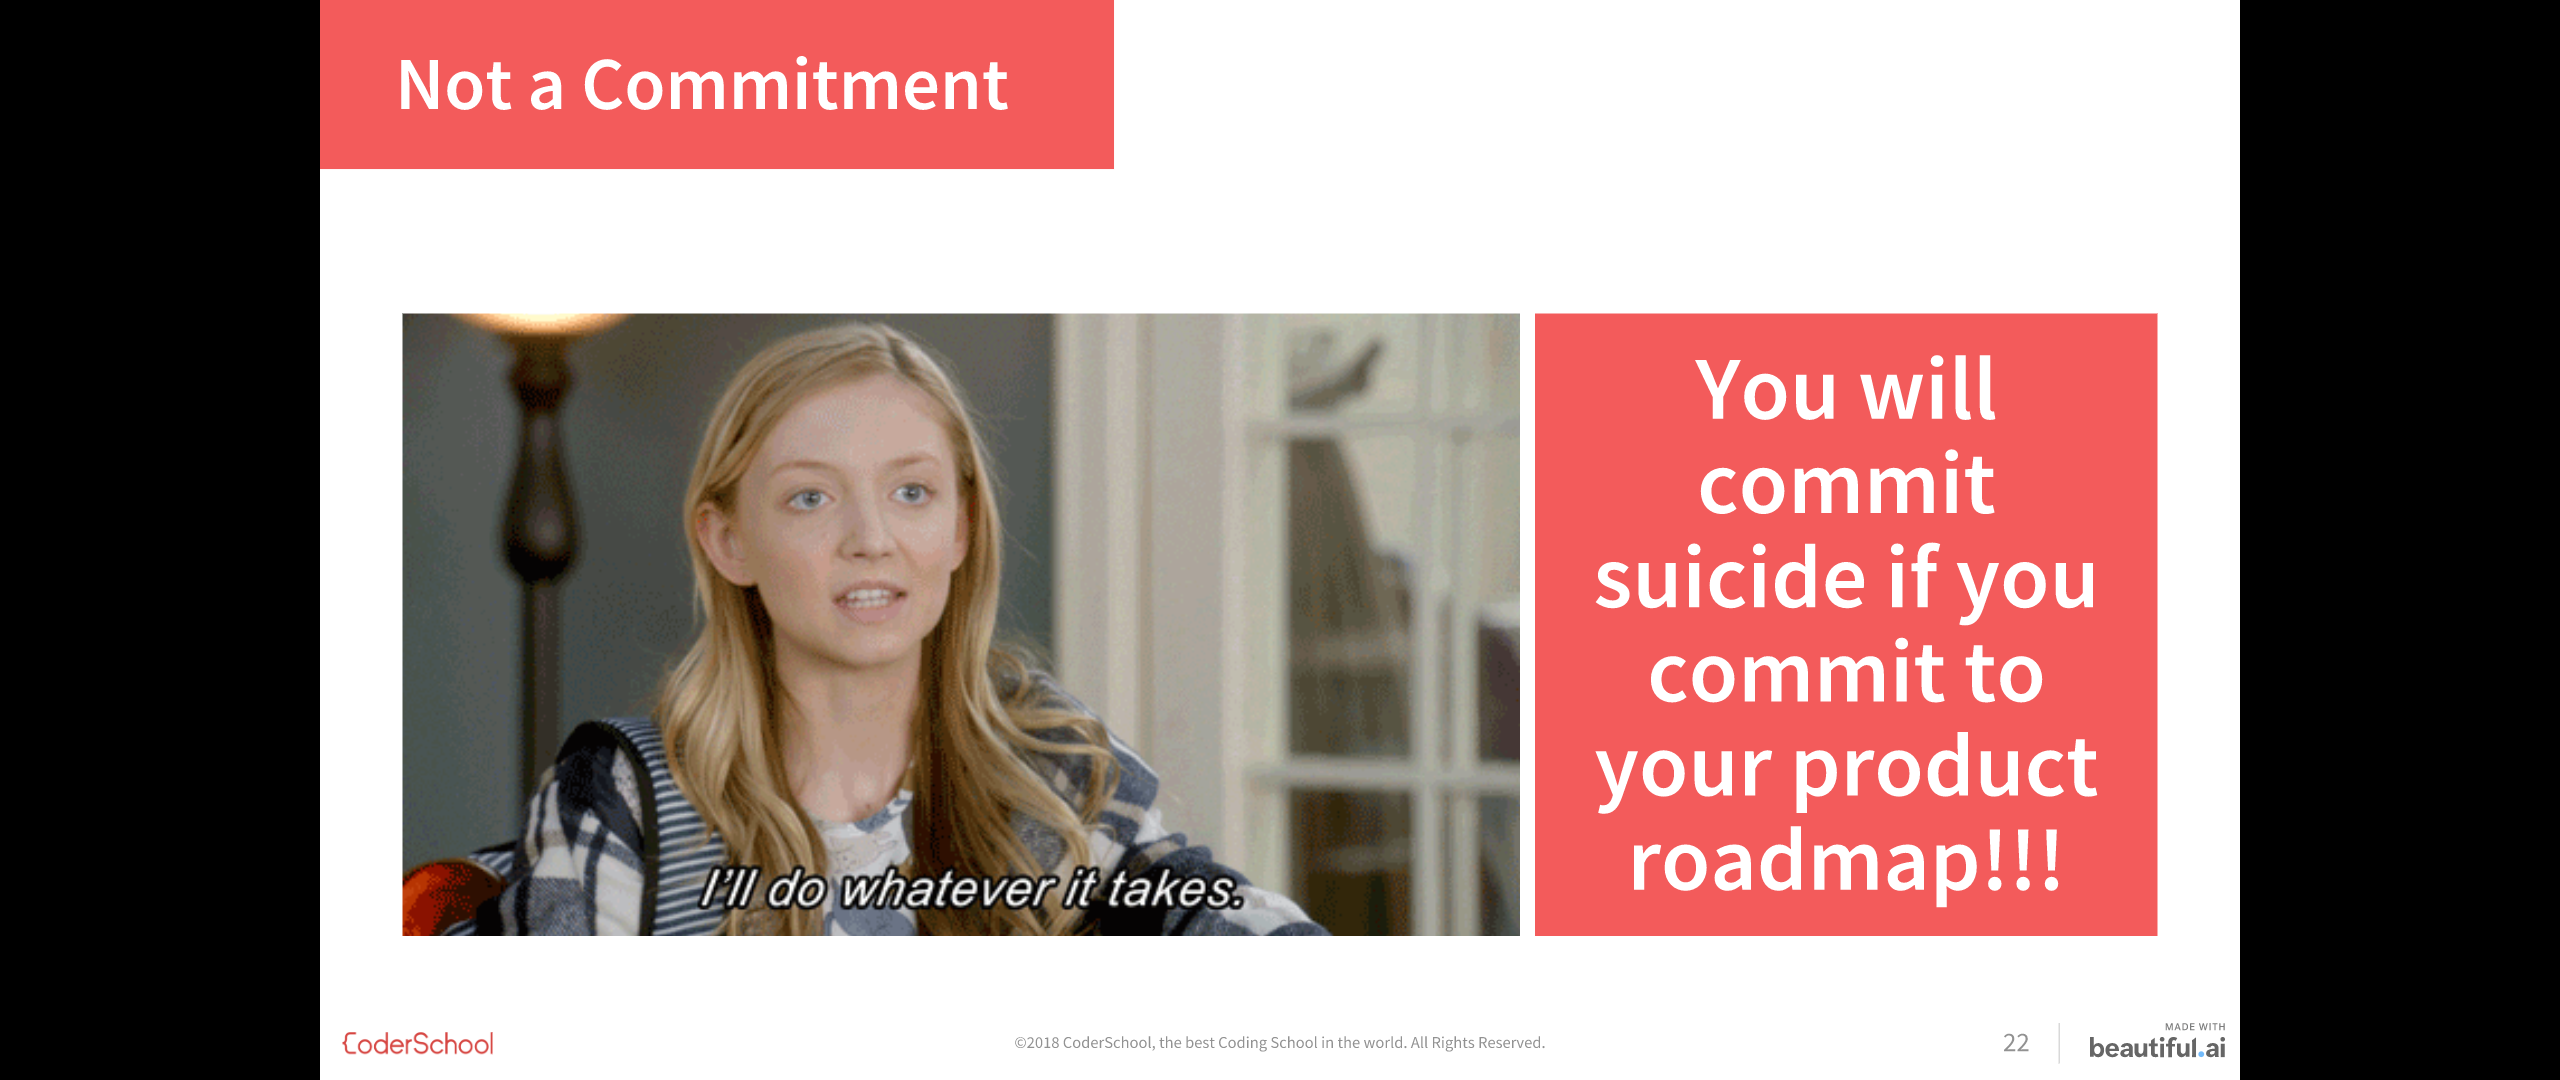 Not a Commitment
I'll do whatever it takes.
You will
commit
suicide if you
commit to
your product
roadmap!!!
CoderSchool
©2018 CoderSchool, the best Coding School in the world. All Rights Reserved.
22
MADE WITH
beautiful.ai